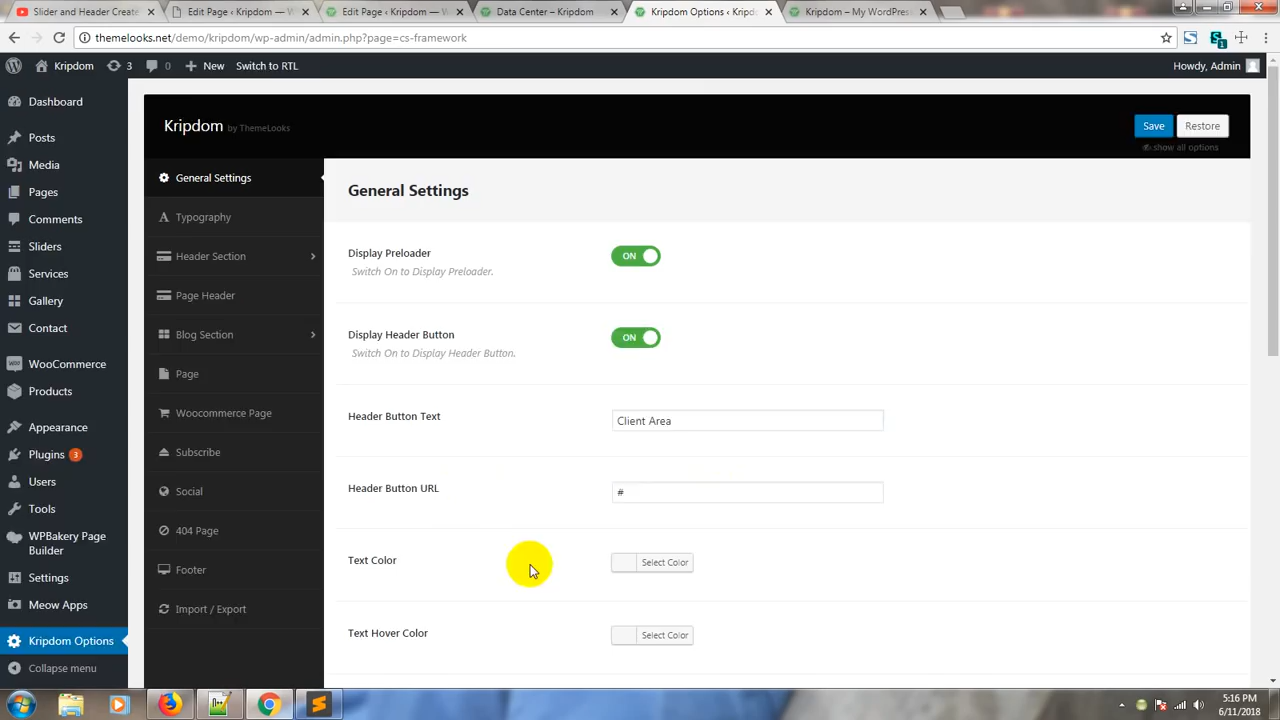 Slider and Header Create
Edit Page ‹ Kripdom — W
Edit Page ‹ Kripdom — W
Data Center – Kripdom
Kripdom Options ‹ Kripd
Kripdom – My WordPres
themelooks.net/demo/kripdom/wp-admin/admin.php?page=cs-framework
Kripdom 3 0 New Switch to RTL
Howdy, Admin
Dashboard
Posts
Media
Pages
Comments
Sliders
Services
Gallery
Contact
WooCommerce
Products
Appearance
Plugins 3
Users
Tools
WPBakery Page
Builder
Settings
Meow Apps
Kripdom Options
Collapse menu
Kripdom by ThemeLooks
Save Restore
show all options
General Settings
Typography
Header Section
Page Header
Blog Section
Page
Woocommerce Page
Subscribe
Social
404 Page
Footer
Import / Export
General Settings
Display Preloader
Switch On to Display Preloader.
ON
Display Header Button
Switch On to Display Header Button.
ON
Header Button Text
Client Area
Header Button URL
#
Text Color
Select Color
Text Hover Color
Select Color
5:16 PM
6/11/2018